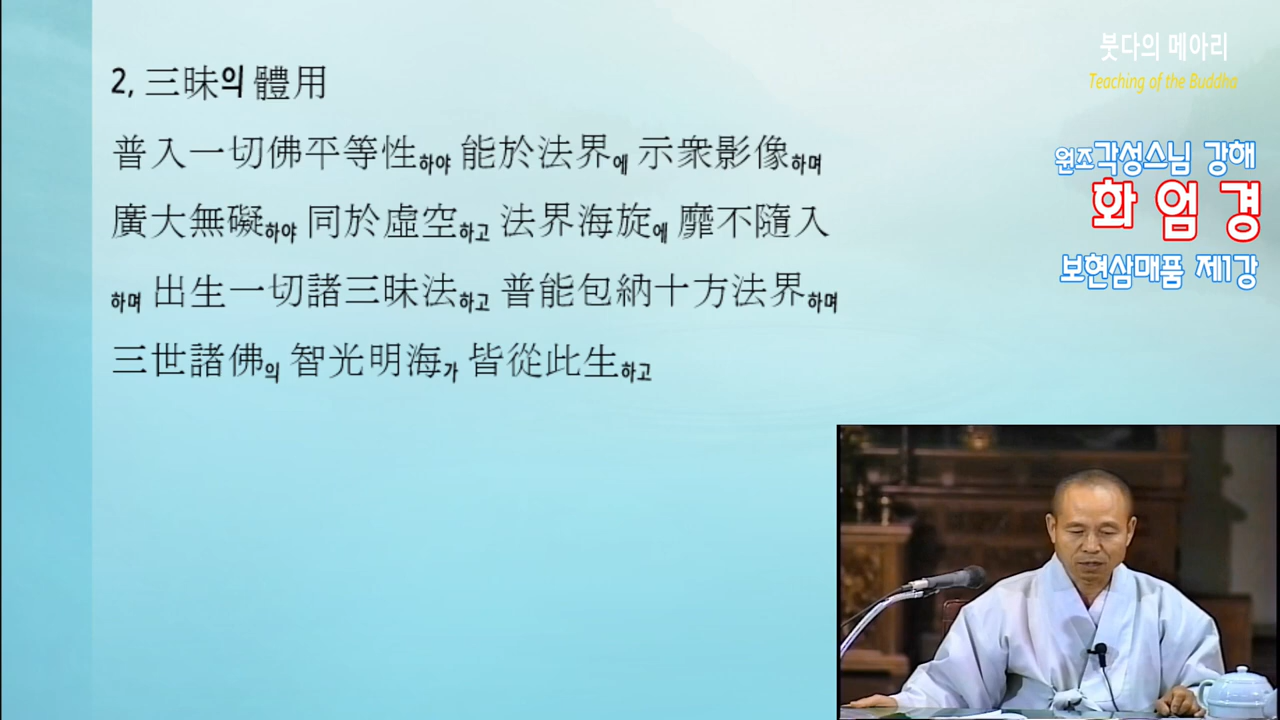 2, 三昧의 體用
普入一切佛平等性하야 能於法界에 示衆影像하며
廣大無礙하야 同於虛空하고 法界海旋에 靡不隨入
하며 出生一切諸三昧法하고 普能包納十方法界하며
三世諸佛의 智光明海가 皆從此生하고
붓다의 메아리
Teaching of the Buddha
원조각성스님 강해
화엄경
보현삼매품 제1강